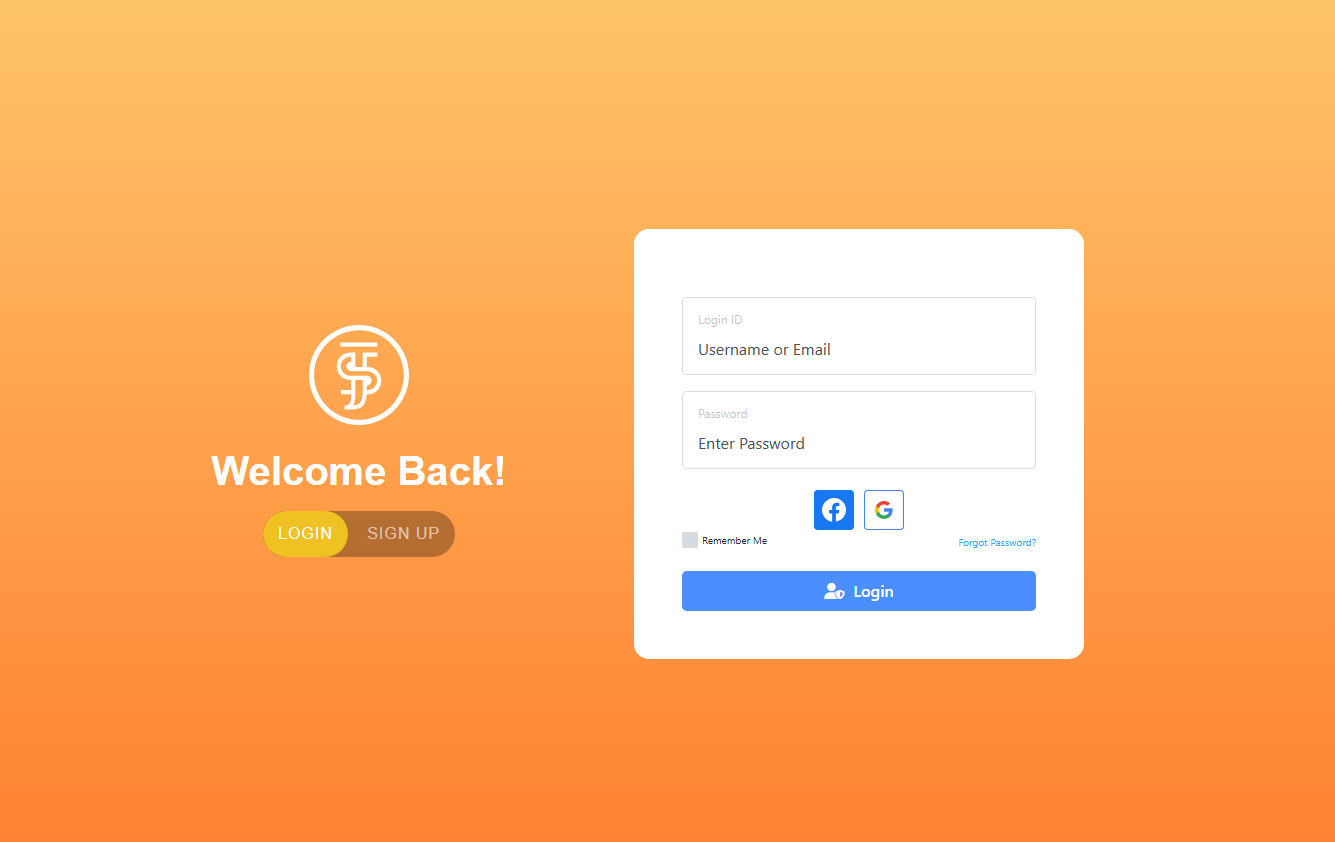 Welcome Back!
LOGIN SIGN UP
Login ID
Username or Email
Password
Enter Password
Remember Me
Forgot Password?
Login